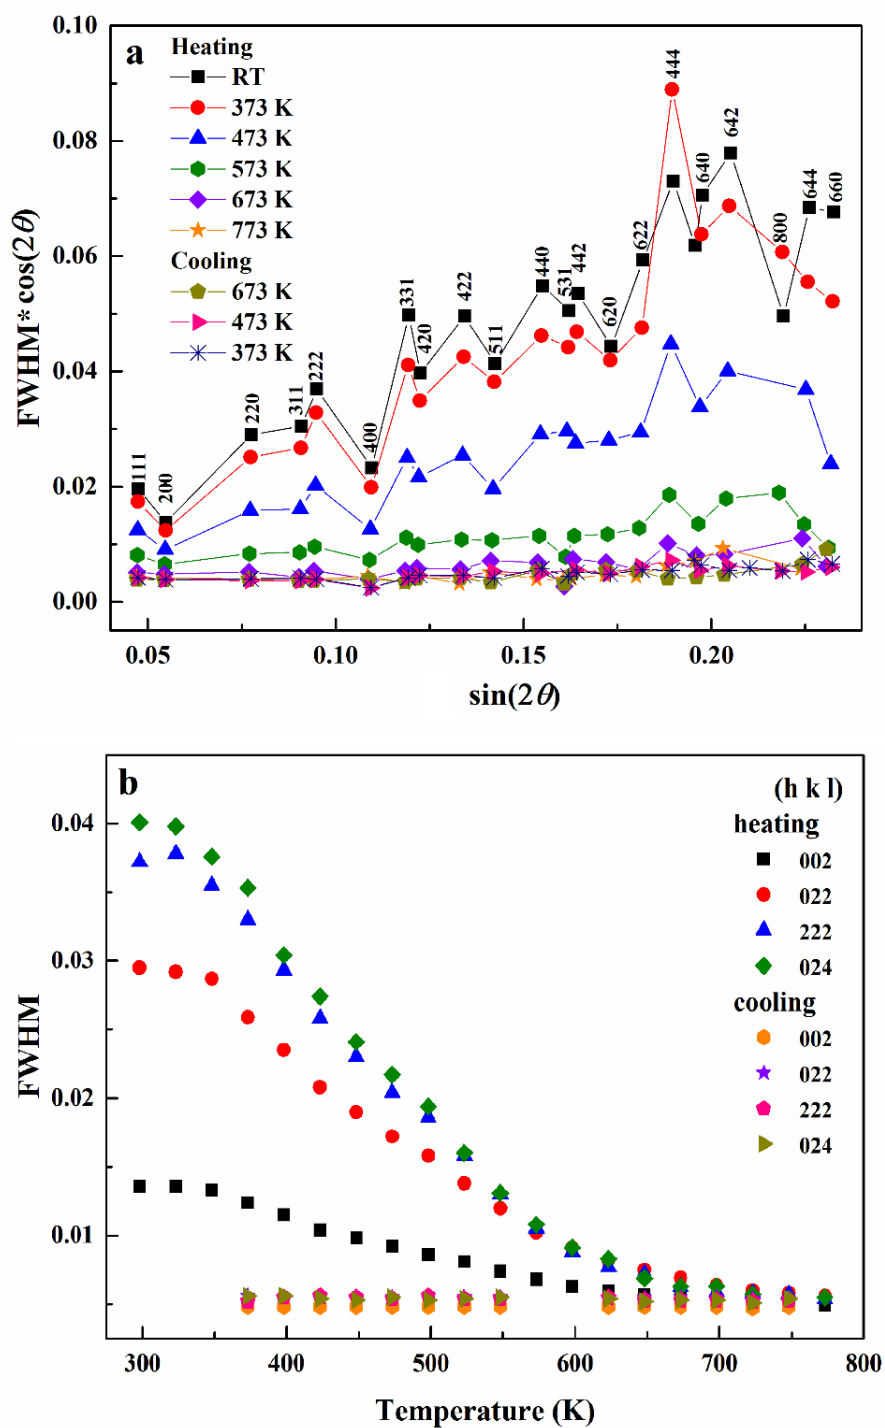 a
Heating
RT
373 K
473 K
573 K
673 K
773 K
Cooling
673 K
473 K
373 K
111
200
220
311
222
400
331
420
422
511
440
531
442
620
622
444
640
642
800
644
660
0.10
0.08
0.06
0.04
0.02
0.00
FWHM* cos(2θ)
0.05
0.10
0.15
0.20
sin(2θ)
b
(h k l)
heating
002
022
222
024
cooling
002
022
222
024
0.04
0.03
0.02
0.01
FWHM
300
400
500
600
700
800
Temperature (K)